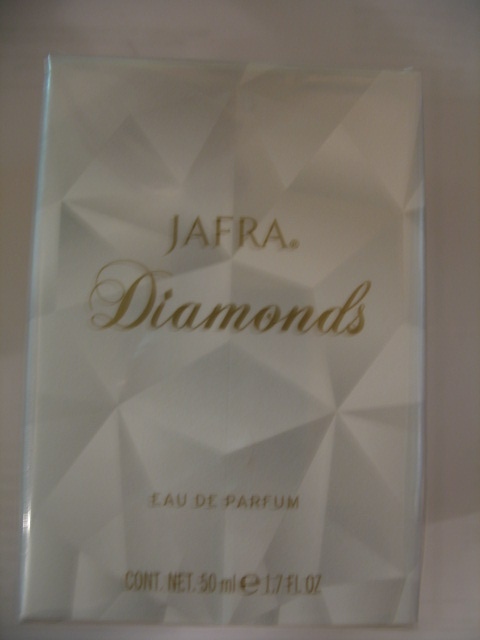 JAFRA®
Diamonds
EAU DE PARFUM
CONT. NET. 50 ml ℮ 1.7 FL OZ